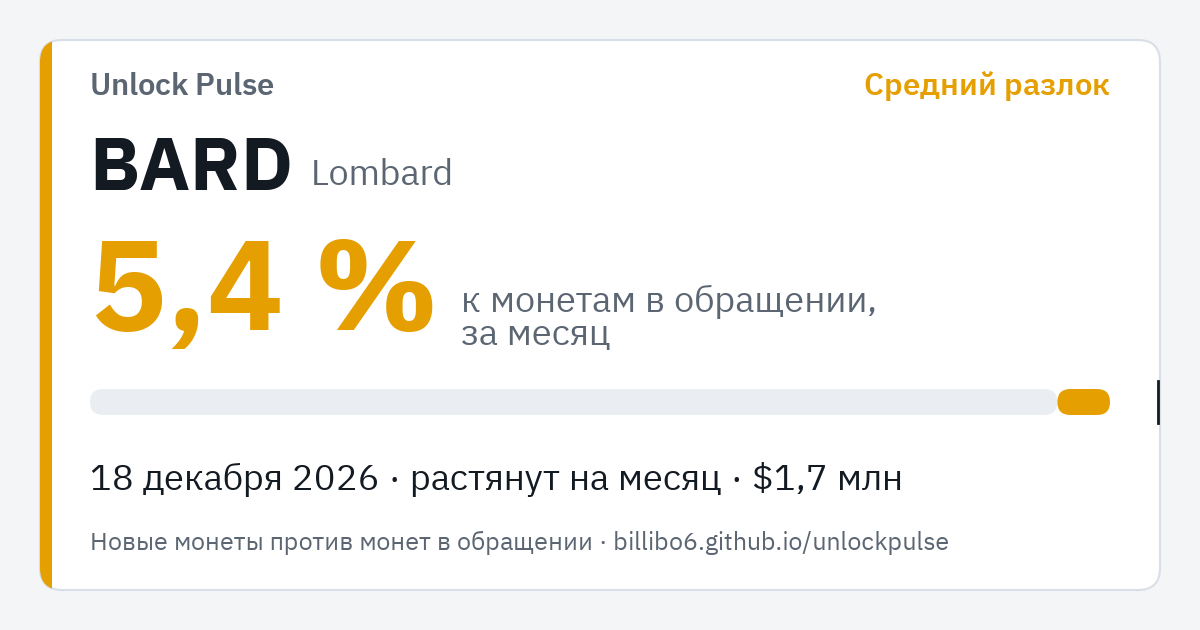 Unlock Pulse
Средний разлок
BARD Lombard
5,4 % к монетам в обращении,
за месяц
18 декабря 2026 · растянут на месяц · $1,7 млн
Новые монеты против монет в обращении · billibo6.github.io/unlockpulse